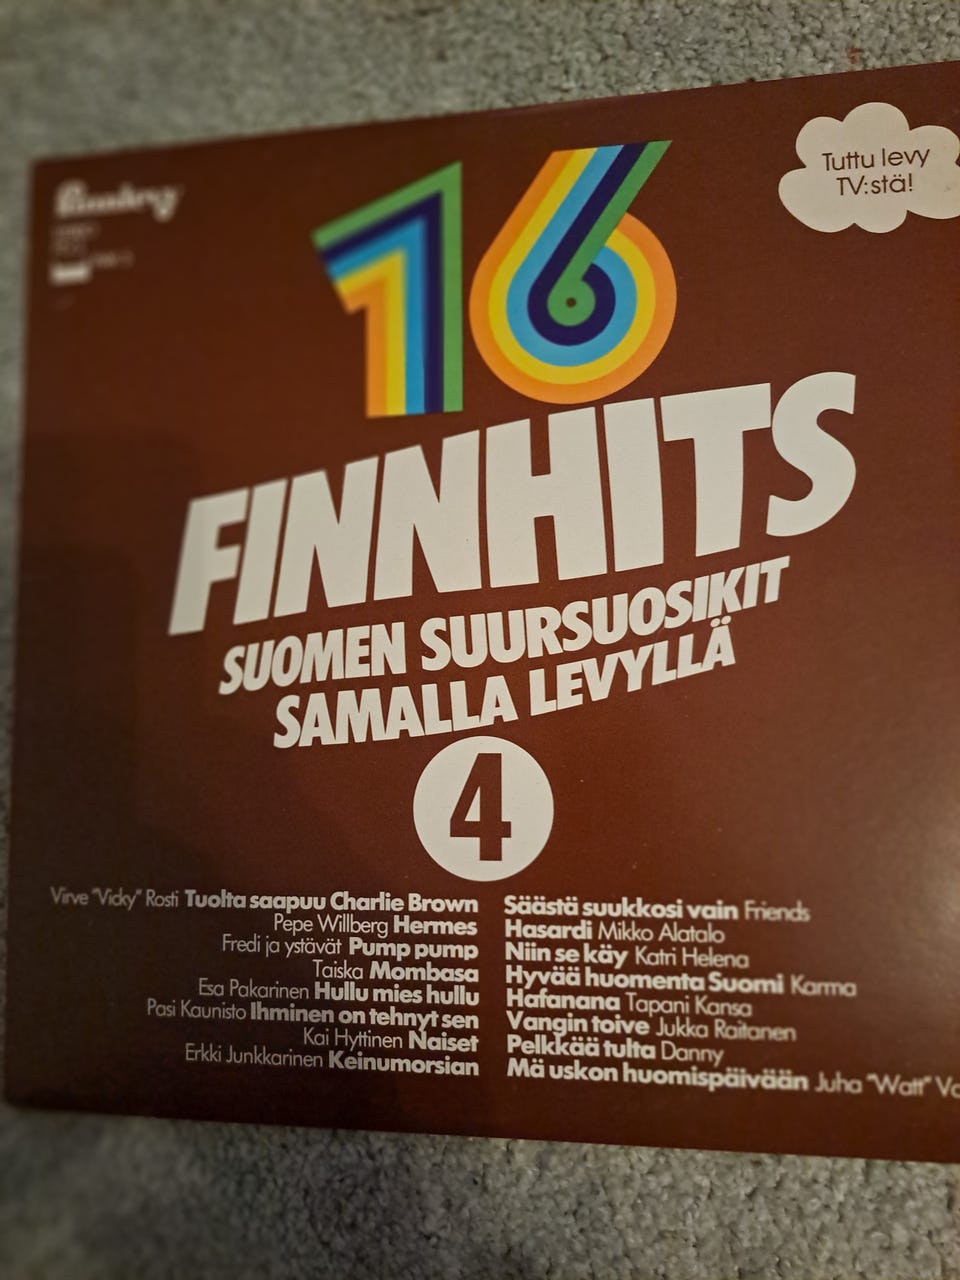 Finnlevy
Tuttu levy
TV:stä!
16
FINNHITS
SUOMEN SUURSUOSIKIT
SAMALLA LEVYLLÄ
4
Virve "Vicky" Rosti Tuolta saapuu Charlie Brown
Pepe Willberg Hermes
Fredi ja ystävät Pump pump
Taiska Mombasa
Esa Pakarinen Hullu mies hullu
Pasi Kaunisto Ihminen on tehnyt sen
Kai Hyttinen Naiset
Erkki Junkkarinen Keinumorsian
Säästä suukkosi vain Friends
Hasardi Mikko Alatalo
Niin se käy Katri Helena
Hyvää huomenta Suomi Karma
Hafanana Tapani Kansa
Vangin toive Jukka Raitanen
Pelkkää tulta Danny
Mä uskon huomispäivään Juha "Watt"